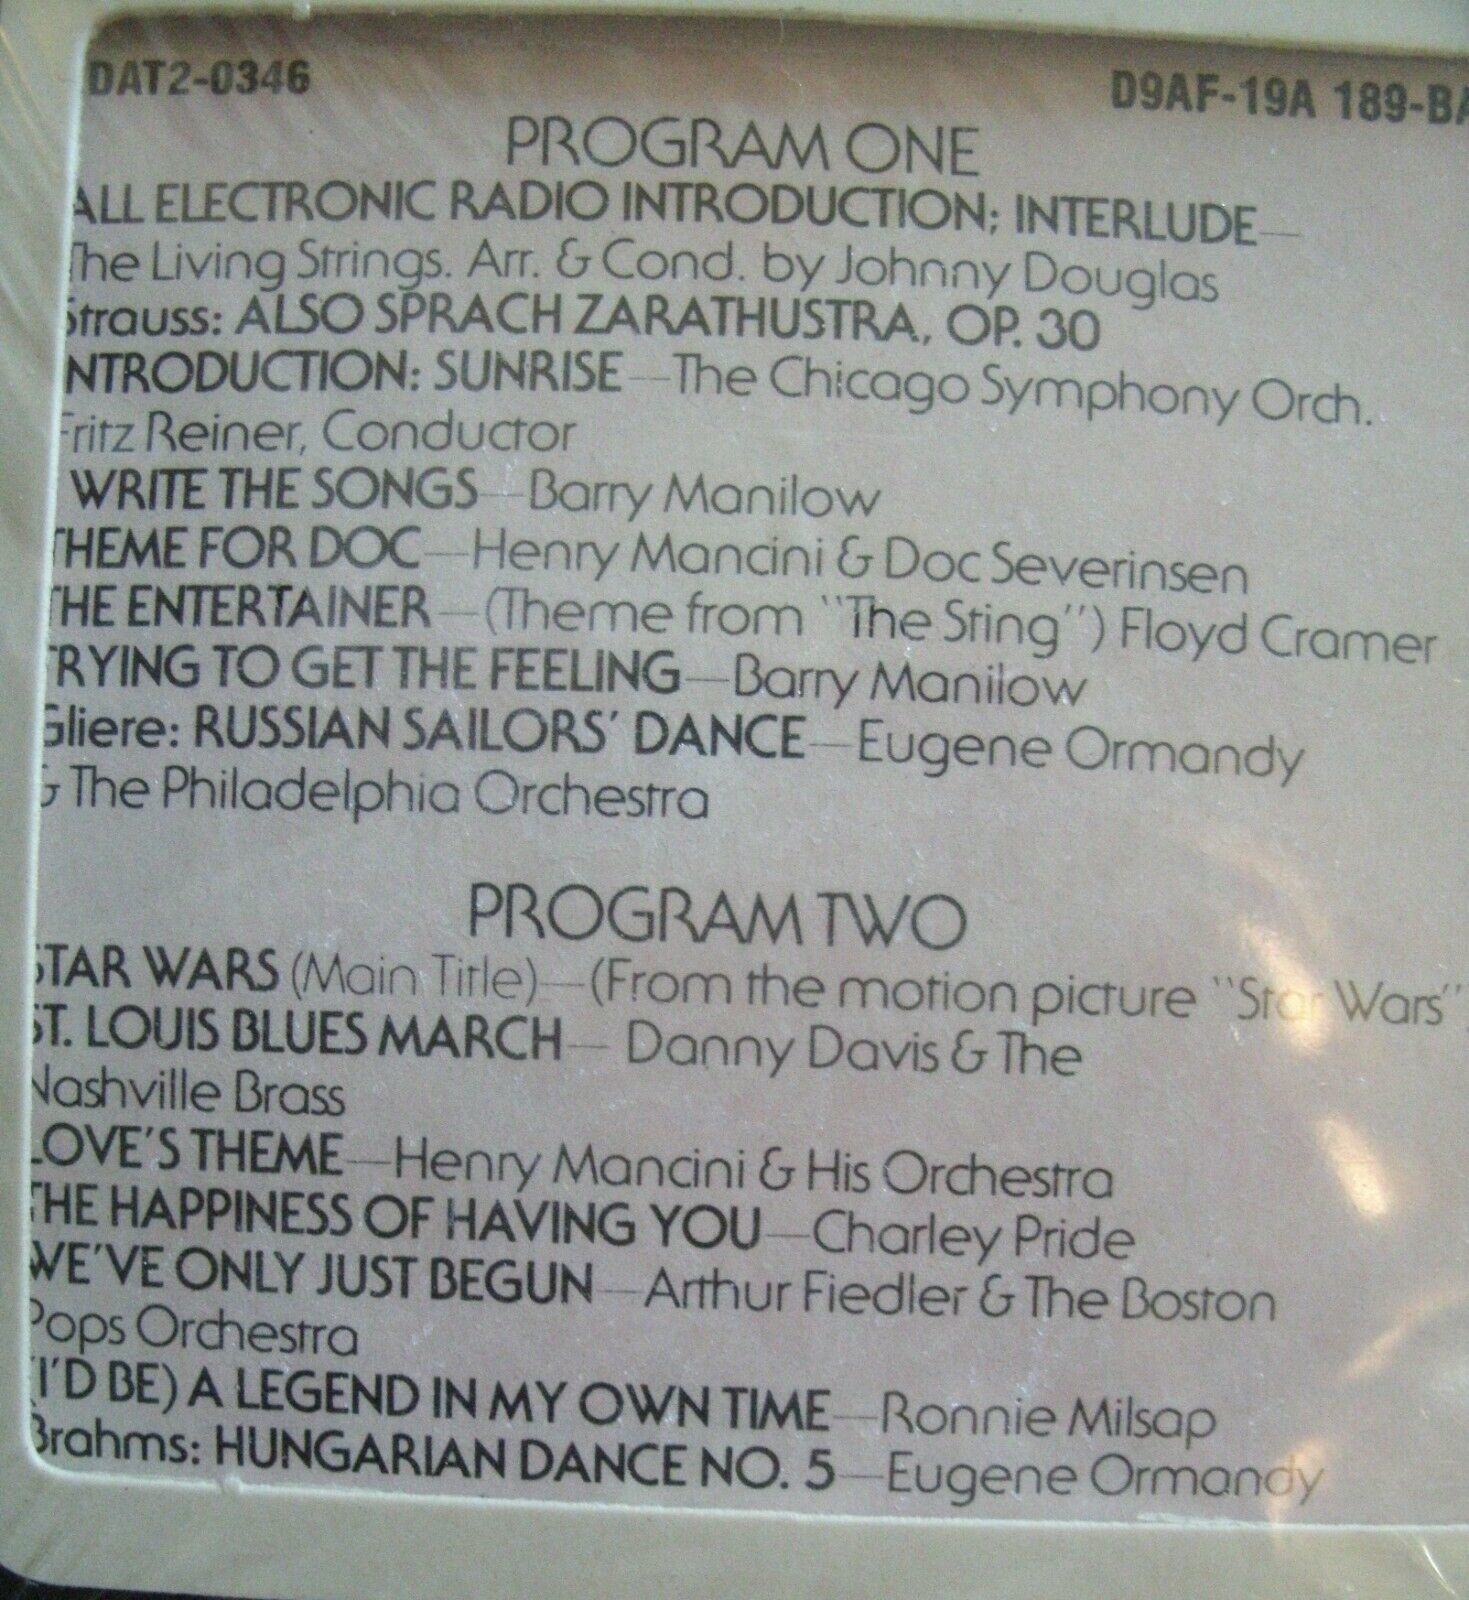 DAT2-0346 D9AF-19A 189-BA
PROGRAM ONE
ALL ELECTRONIC RADIO INTRODUCTION; INTERLUDE—
The Living Strings. Arr. & Cond. by Johnny Douglas
Strauss: ALSO SPRACH ZARATHUSTRA, OP. 30
INTRODUCTION: SUNRISE—The Chicago Symphony Orch.
Fritz Reiner, Conductor
I WRITE THE SONGS—Barry Manilow
THEME FOR DOC—Henry Mancini & Doc Severinsen
THE ENTERTAINER—(Theme from "The Sting") Floyd Cramer
TRYING TO GET THE FEELING—Barry Manilow
Gliere: RUSSIAN SAILORS' DANCE—Eugene Ormandy
& The Philadelphia Orchestra
PROGRAM TWO
STAR WARS (Main Title)—(From the motion picture "Star Wars")
ST. LOUIS BLUES MARCH— Danny Davis & The
Nashville Brass
LOVE'S THEME—Henry Mancini & His Orchestra
THE HAPPINESS OF HAVING YOU—Charley Pride
WE'VE ONLY JUST BEGUN—Arthur Fiedler & The Boston
Pops Orchestra
(I'D BE) A LEGEND IN MY OWN TIME—Ronnie Milsap
Brahms: HUNGARIAN DANCE NO. 5—Eugene Ormandy